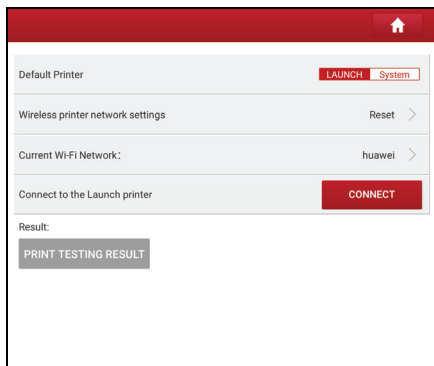 Default Printer LAUNCH System
Wireless printer network settings Reset
Current Wi-Fi Network: huawei
Connect to the Launch printer CONNECT
Result:
PRINT TESTING RESULT